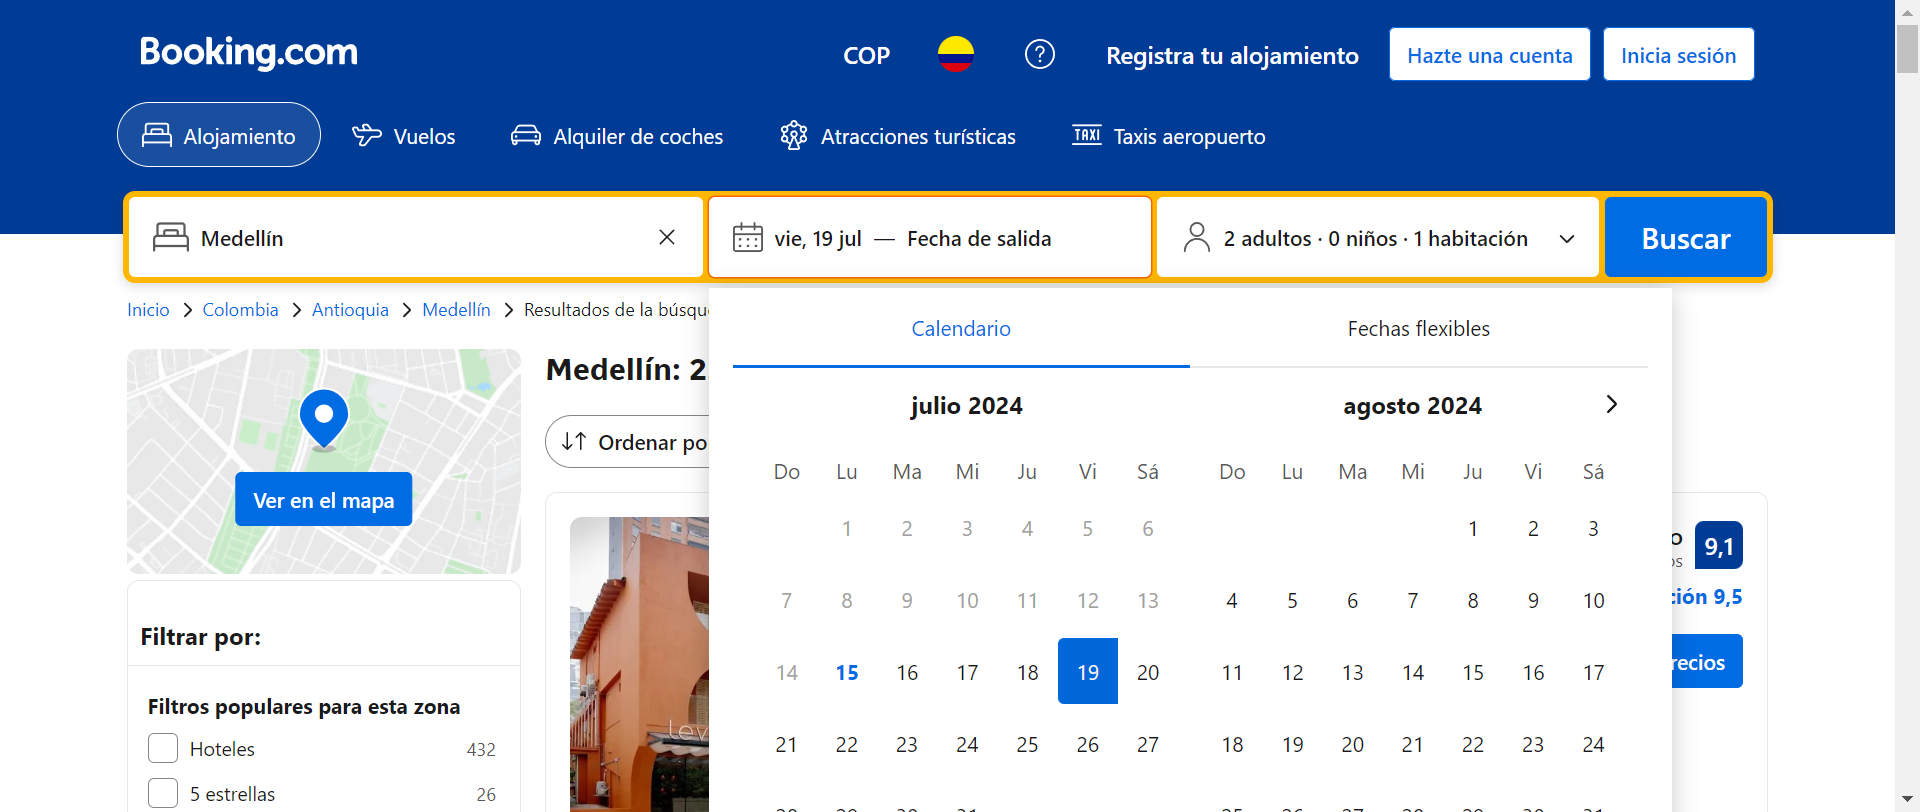 Booking.com
COP
Registra tu alojamiento
Hazte una cuenta
Inicia sesión
Alojamiento
Vuelos
Alquiler de coches
Atracciones turísticas
TAXI
Taxis aeropuerto
Medellín
vie, 19 jul — Fecha de salida
2 adultos · 0 niños · 1 habitación
Buscar
Inicio
Colombia
Antioquia
Medellín
Resultados de la búsqu
Calendario
Fechas flexibles
Ver en el mapa
Medellín: 2
Ordenar po
julio 2024
Do Lu Ma Mi Ju Vi Sá
1 2 3 4 5 6
7 8 9 10 11 12 13
14 15 16 17 18 19 20
21 22 23 24 25 26 27
agosto 2024
Do Lu Ma Mi Ju Vi Sá
1 2 3
4 5 6 7 8 9 10
11 12 13 14 15 16 17
18 19 20 21 22 23 24
9,1
ción 9,5
recios
Filtrar por:
Filtros populares para esta zona
Hoteles 432
5 estrellas 26